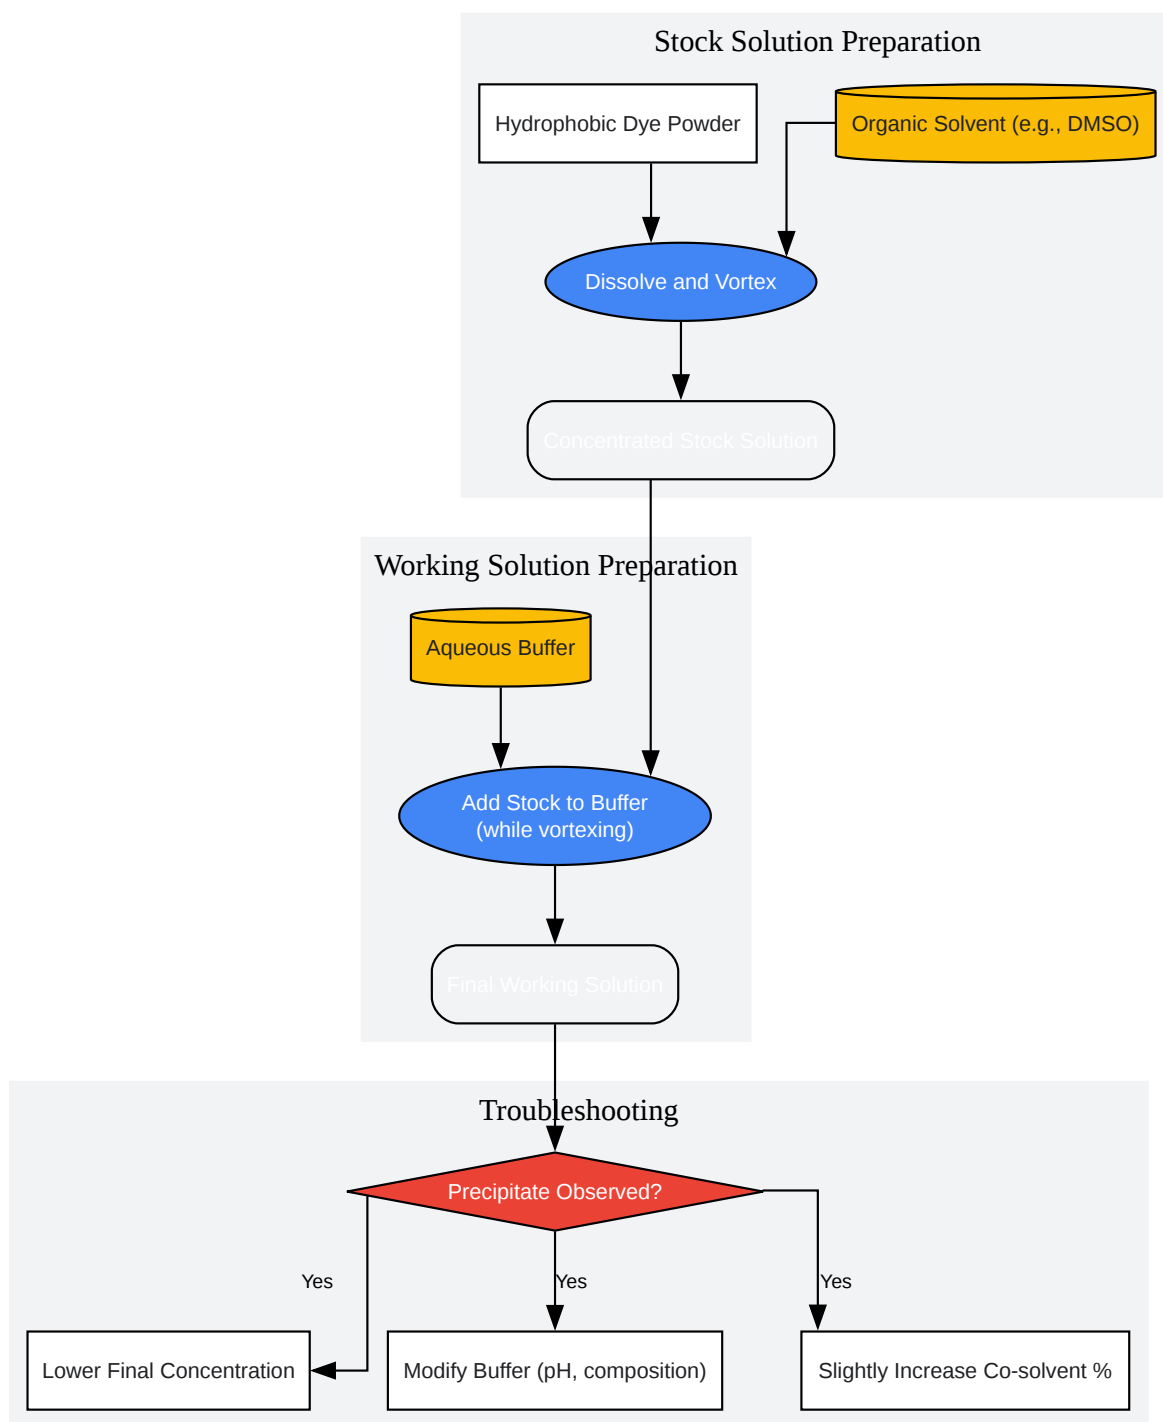 Stock Solution Preparation
Hydrophobic Dye Powder
Organic Solvent (e.g., DMSO)
Dissolve and Vortex
Concentrated Stock Solution
Working Solution Preparation
Aqueous Buffer
Add Stock to Buffer
(while vortexing)
Final Working Solution
Troubleshooting
Precipitate Observed?
Yes
Yes
Yes
Lower Final Concentration
Modify Buffer (pH, composition)
Slightly Increase Co-solvent %